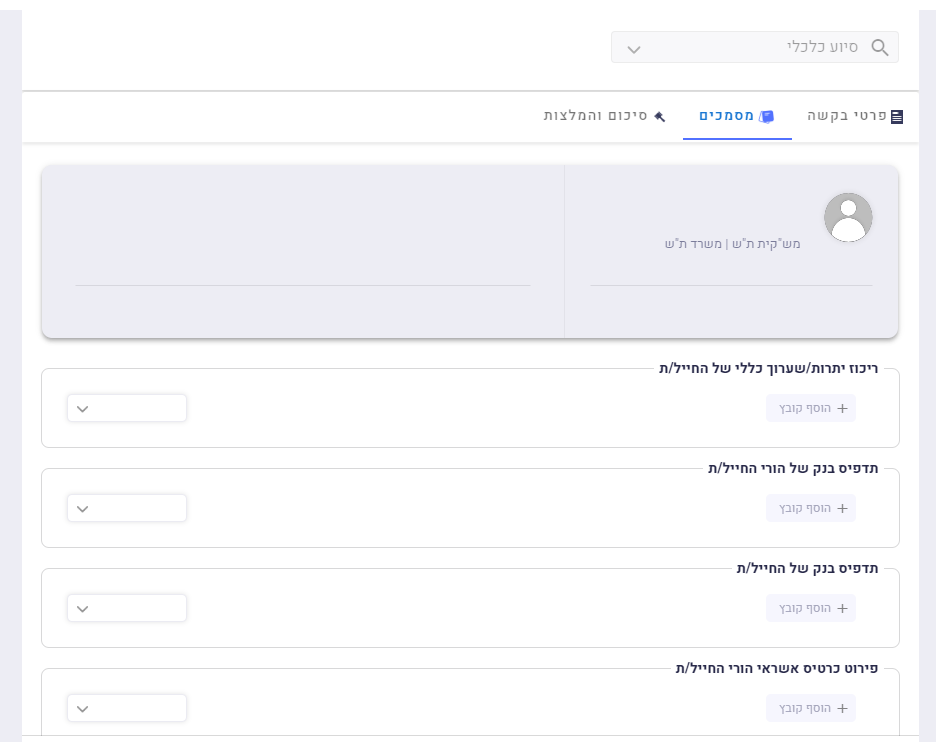 סיוע כלכלי
פרטי בקשה
מסמכים
סיכום והמלצות
מש"קית ת"ש | משרד ת"ש
ריכוז יתרות/שערוך כללי של החייל/ת
+ הוסף קובץ
תדפיס בנק של הורי החייל/ת
+ הוסף קובץ
תדפיס בנק של החייל/ת
+ הוסף קובץ
פירוט כרטיס אשראי הורי החייל/ת
+ הוסף קובץ